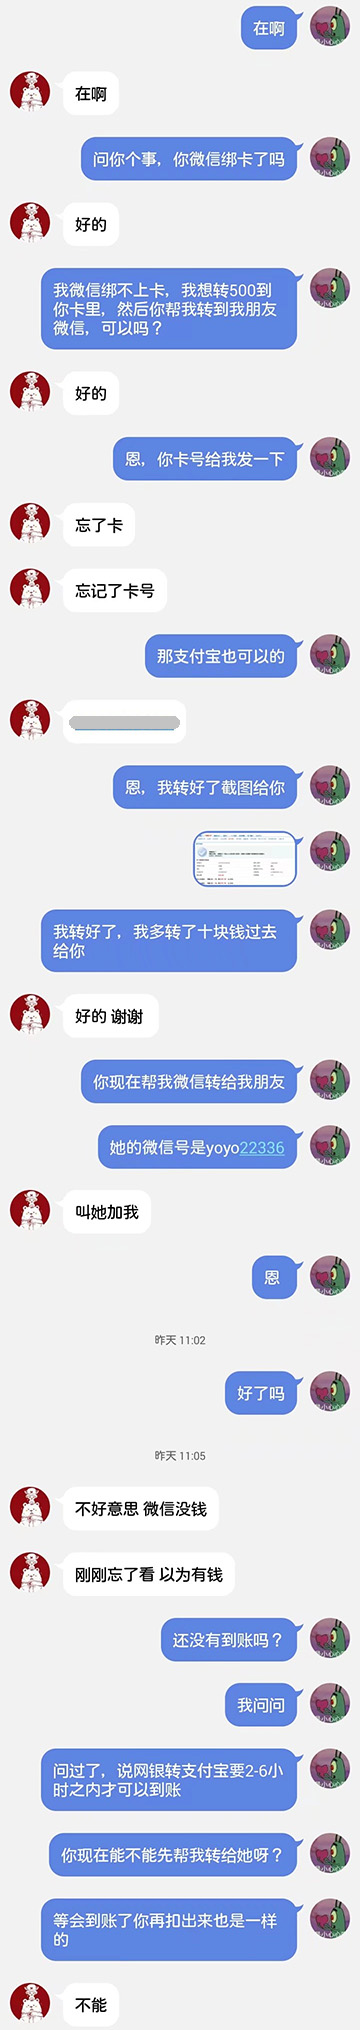 在啊
在啊
问你个事，你微信绑卡了吗
好的
我微信绑不上卡，我想转500到
你卡里，然后你帮我转到我朋友
微信，可以吗？
好的
恩，你卡号给我发一下
忘了卡
忘记了卡号
那支付宝也可以的
恩，我转好了截图给你
我转好了，我多转了十块钱过去
给你
好的 谢谢
你现在帮我微信转给我朋友
她的微信号是yoyo22336
叫她加我
恩
昨天 11:02
好了吗
昨天 11:05
不好意思 微信没钱
刚刚忘了看 以为有钱
还没有到账吗？
我问问
问过了，说网银转支付宝要2-6小
时之内才可以到账
你现在能不能先帮我转给她呀？
等会到账了你再扣出来也是一样
的
不能